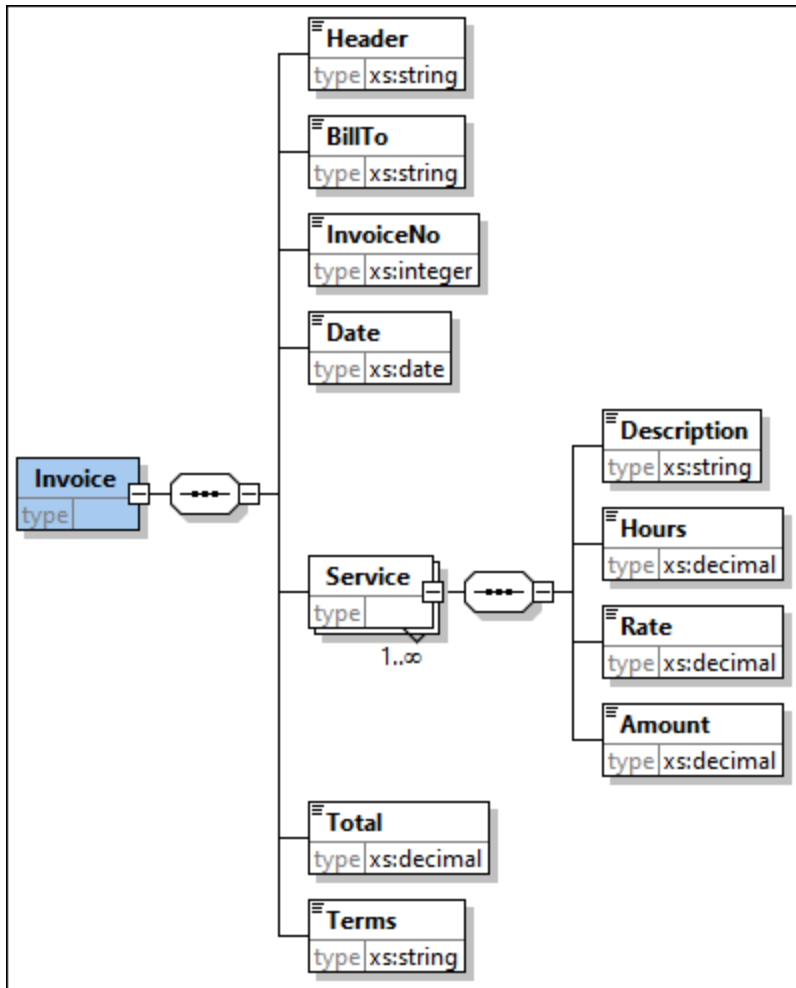 Header
type xs:string
BillTo
type xs:string
InvoiceNo
type xs:integer
Date
type xs:date
Invoice
type
Service
type
1..∞
Description
type xs:string
Hours
type xs:decimal
Rate
type xs:decimal
Amount
type xs:decimal
Total
type xs:decimal
Terms
type xs:string